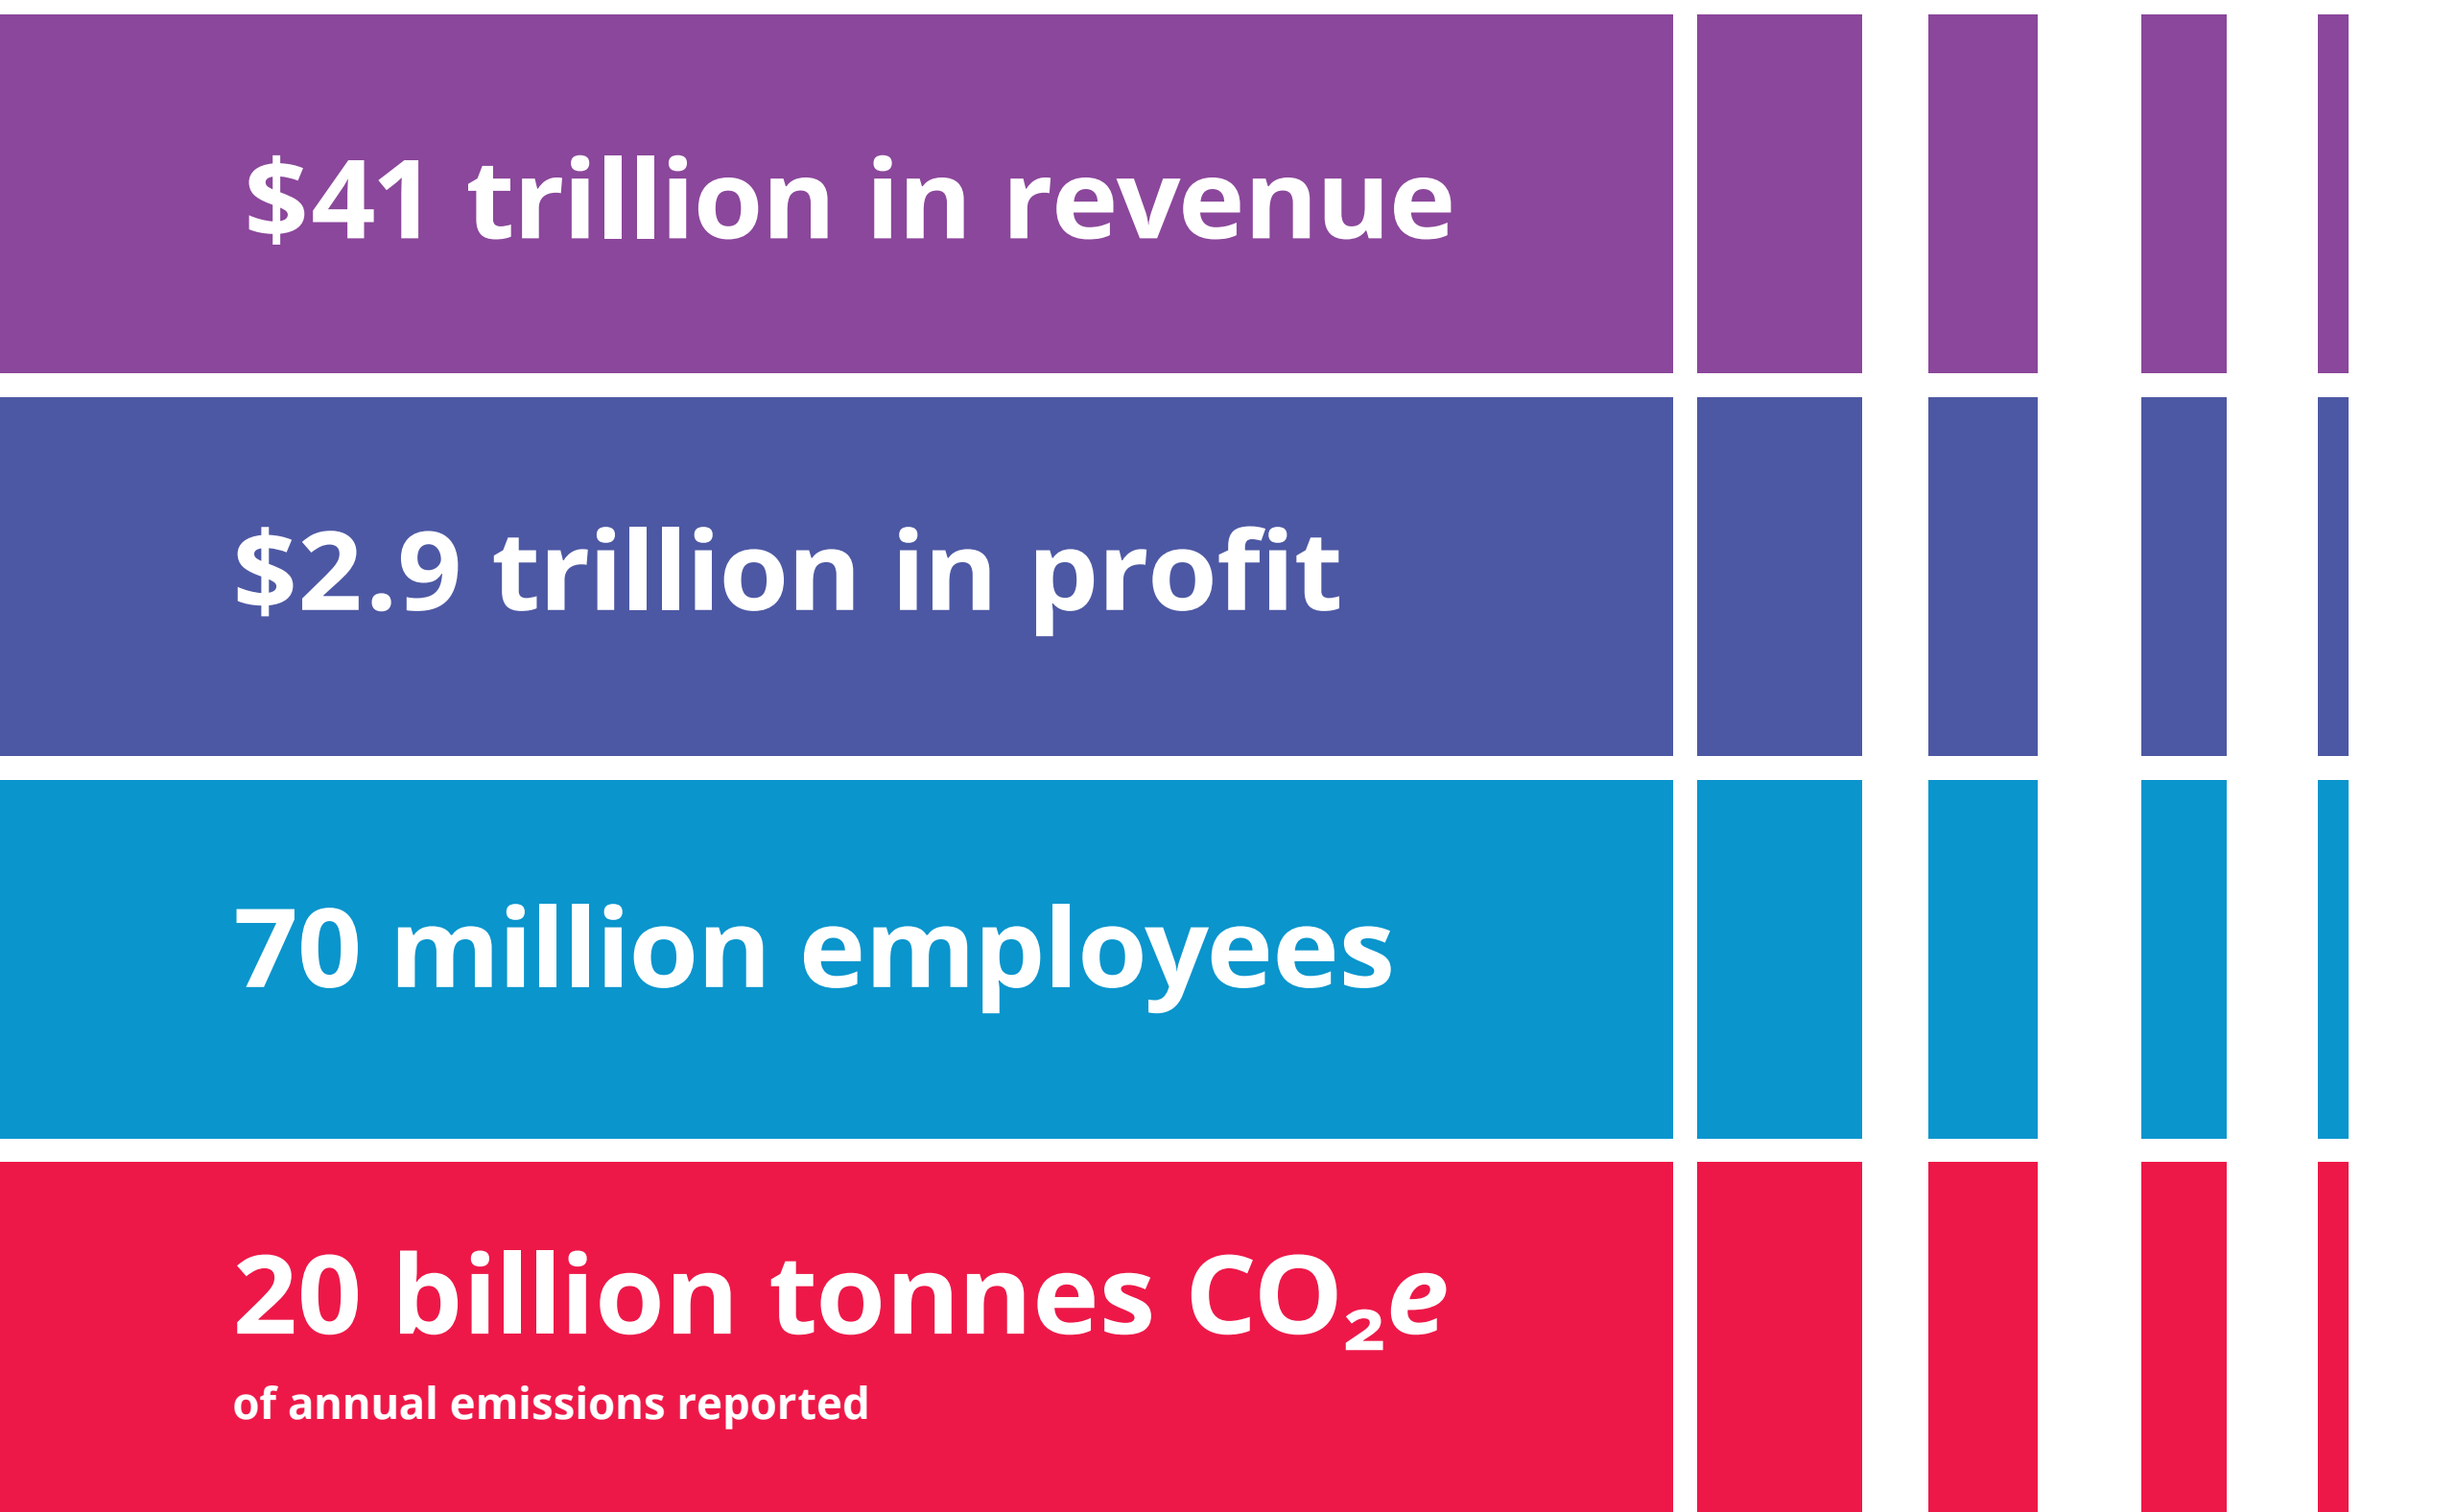 $41 trillion in revenue
$2.9 trillion in profit
70 million employees
20 billion tonnes CO₂e
of annual emissions reported